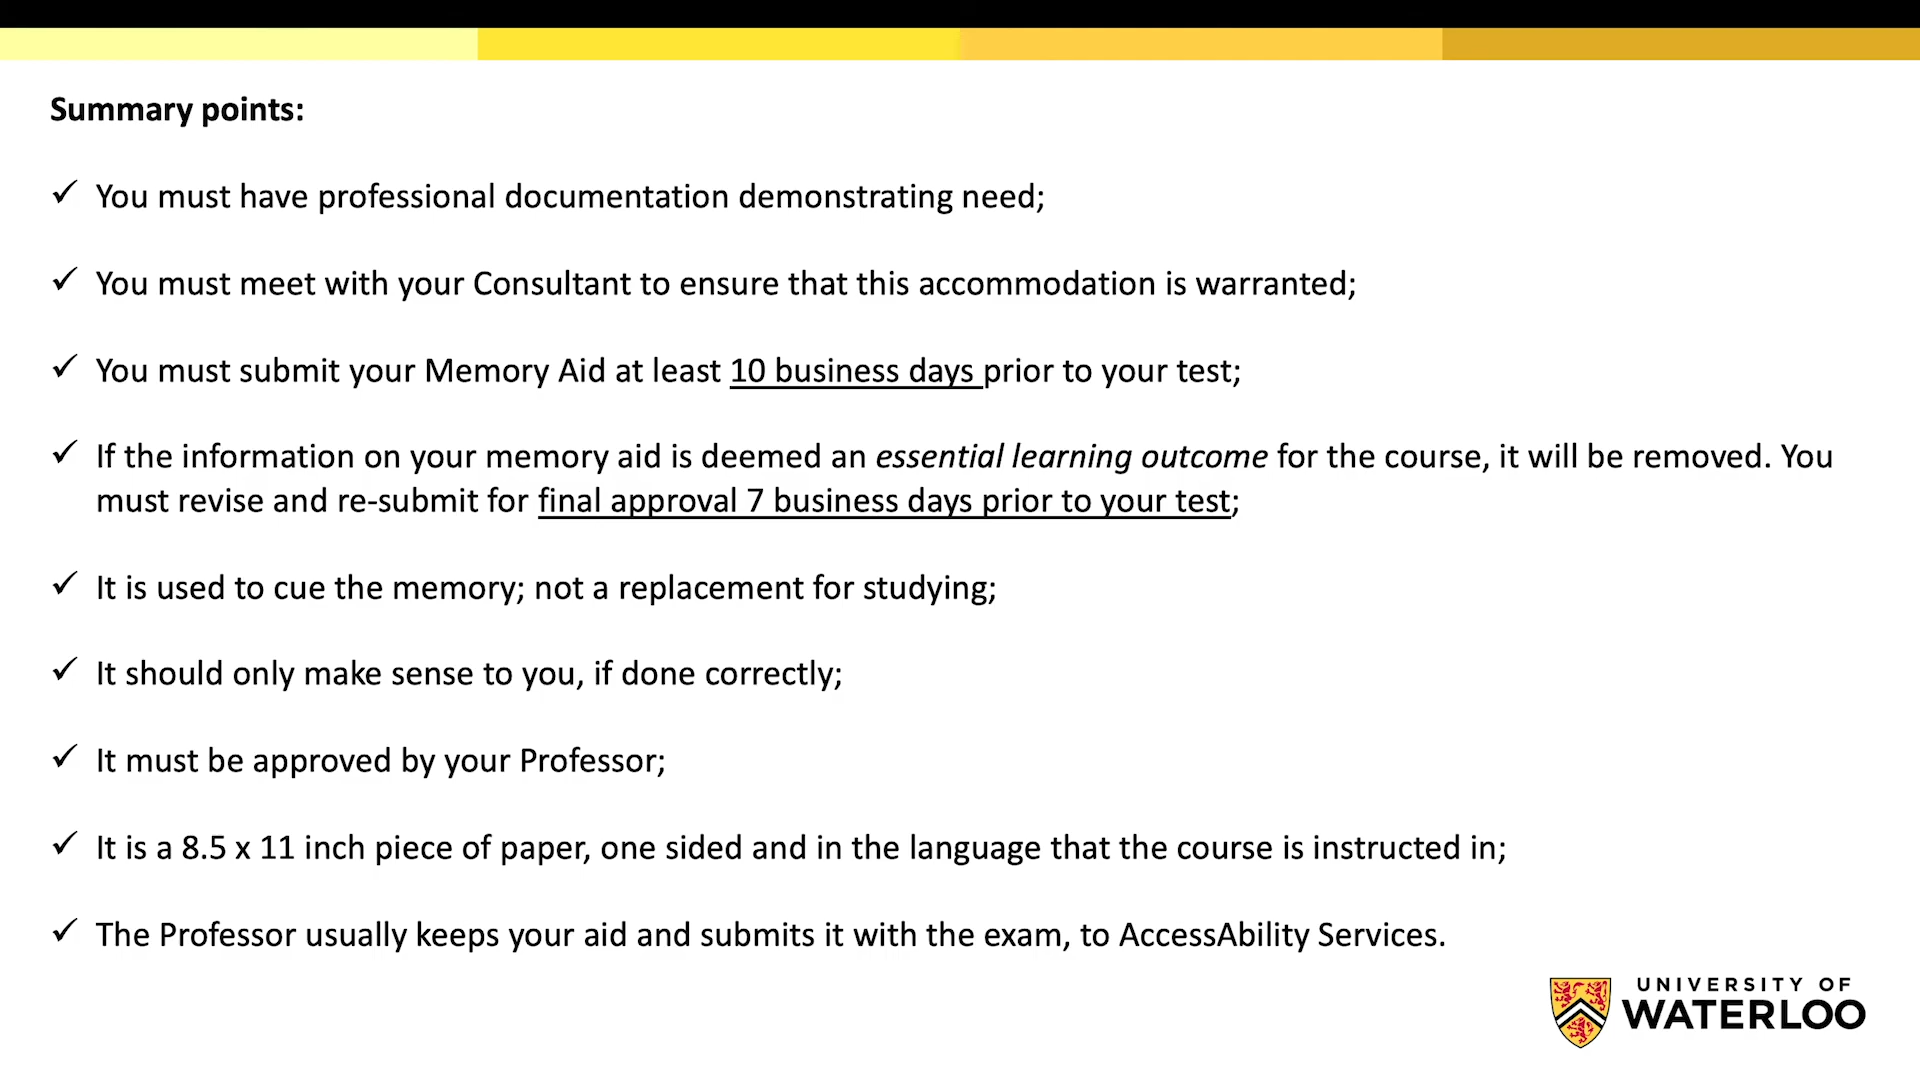 Summary points:
✓ You must have professional documentation demonstrating need;
✓ You must meet with your Consultant to ensure that this accommodation is warranted;
✓ You must submit your Memory Aid at least 10 business days prior to your test;
✓ If the information on your memory aid is deemed an essential learning outcome for the course, it will be removed. You
must revise and re-submit for final approval 7 business days prior to your test;
✓ It is used to cue the memory; not a replacement for studying;
✓ It should only make sense to you, if done correctly;
✓ It must be approved by your Professor;
✓ It is a 8.5 x 11 inch piece of paper, one sided and in the language that the course is instructed in;
✓ The Professor usually keeps your aid and submits it with the exam, to AccessAbility Services.
UNIVERSITY OF
WATERLOO